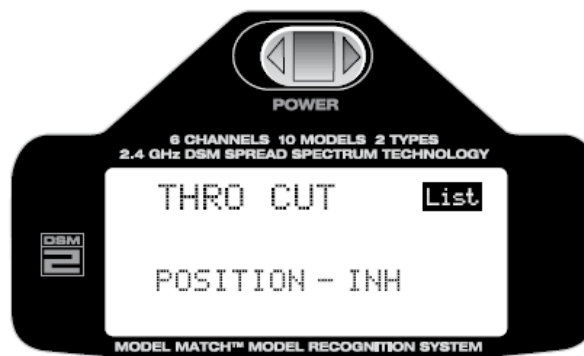 POWER
6 CHANNELS 10 MODELS 2 TYPES
2.4 GHz DSM SPREAD SPECTRUM TECHNOLOGY
THRO CUT List
DSM
2
POSITION - INH
MODEL MATCH™ MODEL RECOGNITION SYSTEM